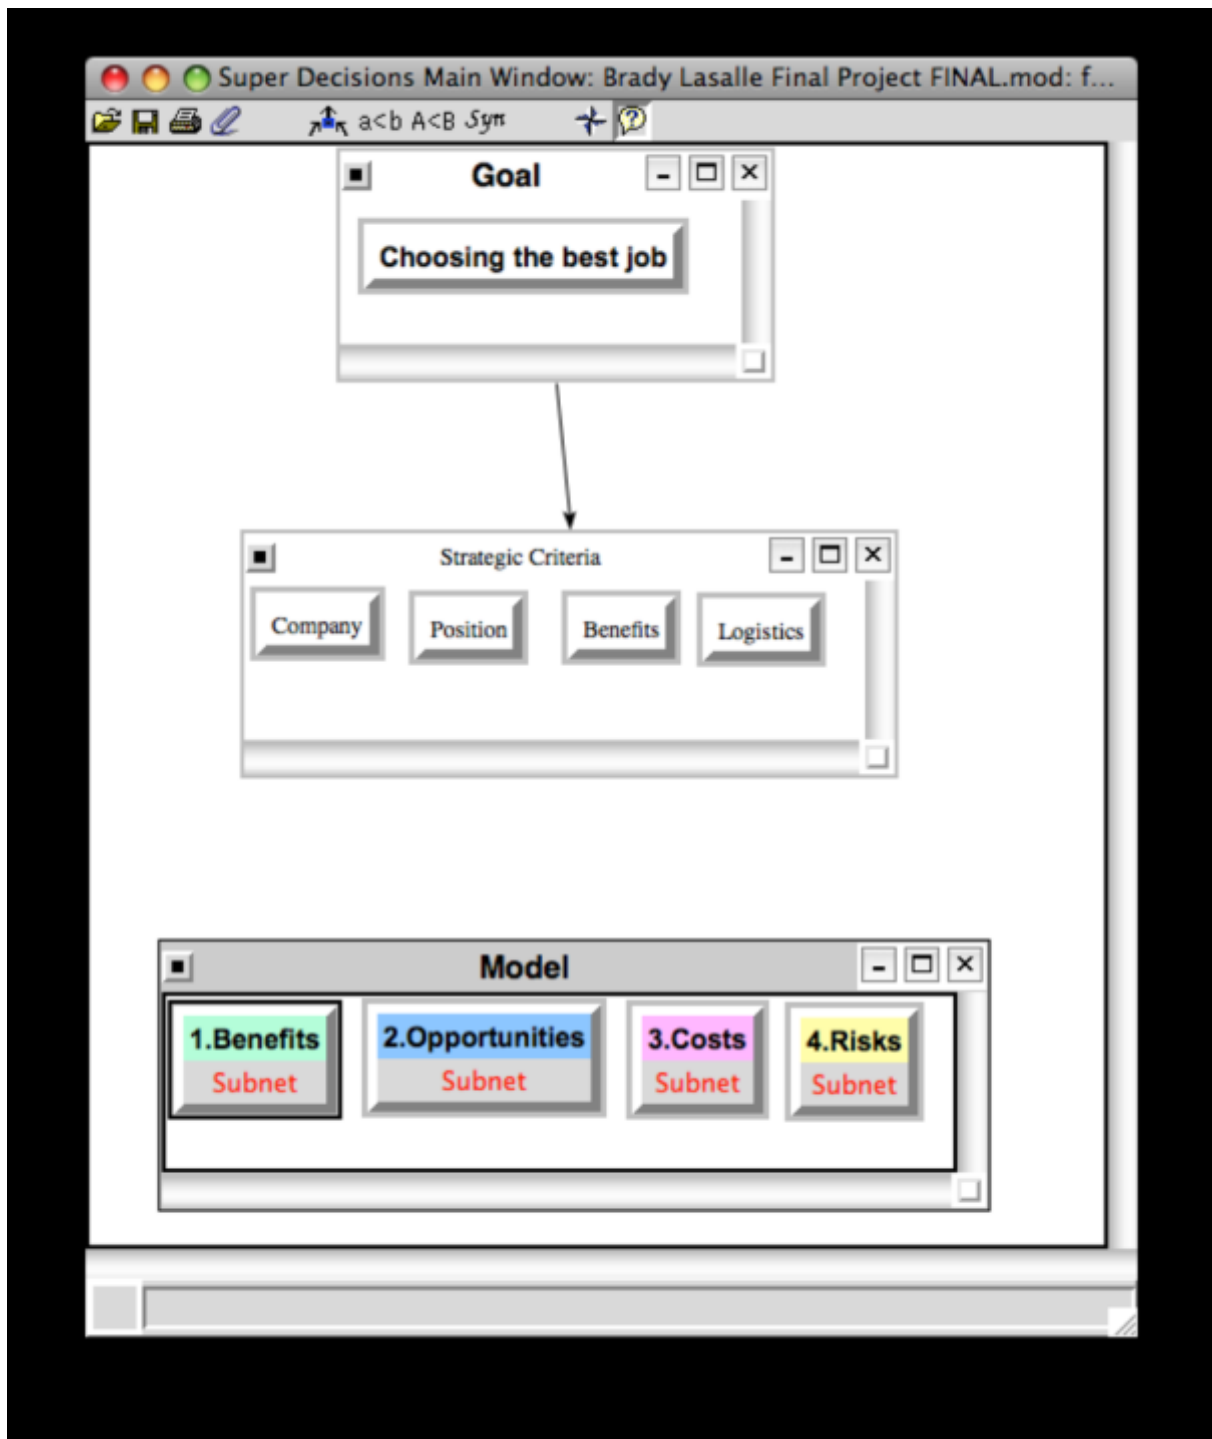 Super Decisions Main Window: Brady Lasalle Final Project FINAL.mod: f...
a<b A<B Syn
Goal
Choosing the best job
Strategic Criteria
Company Position Benefits Logistics
Model
1.Benefits 2.Opportunities 3.Costs 4.Risks
Subnet Subnet Subnet Subnet